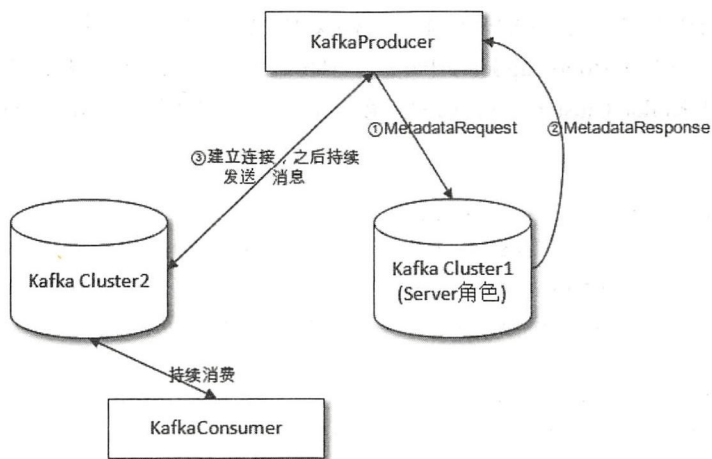 KafkaProducer
①MetadataRequest
②MetadataResponse
③建立连接，之后持续
发送 消息
Kafka Cluster2
Kafka Cluster1
(Server角色)
持续消费
KafkaConsumer